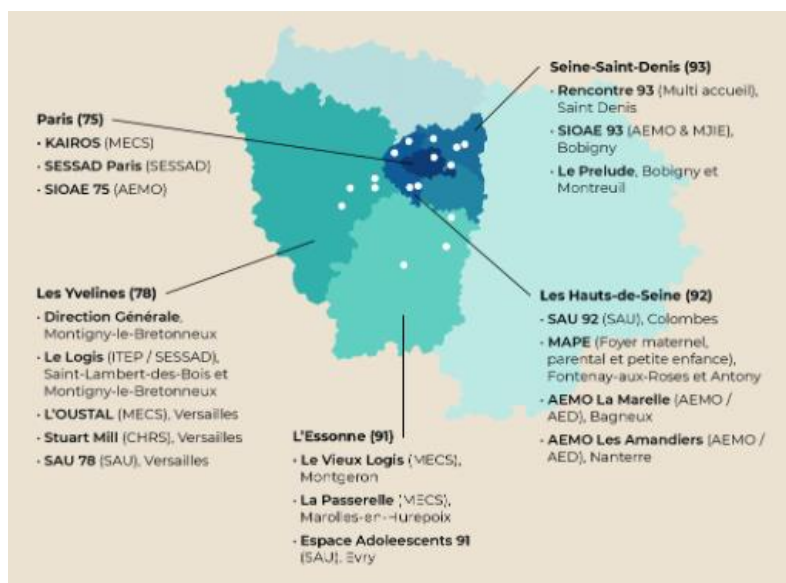 Paris (75)
· KAIROS (MECS)
· SESSAD Paris (SESSAD)
· SIOAE 75 (AEMO)
Seine-Saint-Denis (93)
· Rencontre 93 (Multi accueil),
Saint Denis
· SIOAE 93 (AEMO & MJIE),
Bobigny
· Le Prelude, Bobigny et
Montreuil
Les Yvelines (78)
· Direction Générale,
Montigny-le-Bretonneux
· Le Logis (ITEP / SESSAD),
Saint-Lambert-des-Bois et
Montigny-le-Bretonneux
· L'OUSTAL (MECS), Versailles
· Stuart Mill (CHRS), Versailles
· SAU 78 (SAU), Versailles
L'Essonne (91)
· Le Vieux Logis (MECS),
Montgeron
· La Passerelle (MECS),
Marolles-en-Hurepoix
· Espace Adoleescents 91
(SAU), Evry
Les Hauts-de-Seine (92)
· SAU 92 (SAU), Colombes
· MAPE (Foyer maternel,
parental et petite enfance),
Fontenay-aux-Roses et Antony
· AEMO La Marelle (AEMO /
AED), Bagneux
· AEMO Les Amandiers (AEMO /
AED), Nanterre